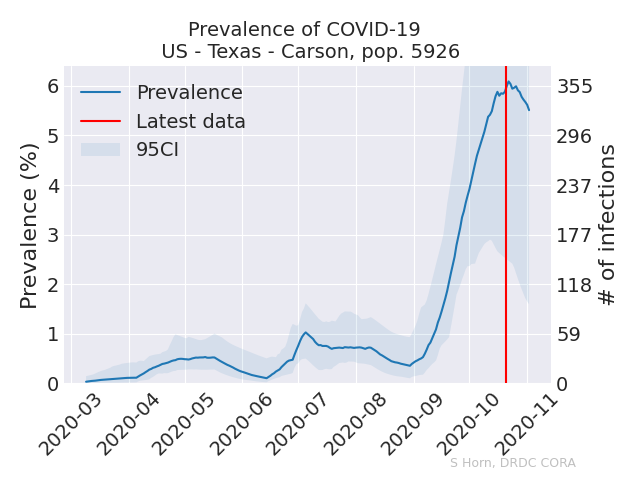 Prevalence of COVID-19
US - Texas - Carson, pop. 5926
Prevalence
Latest data
95CI
Prevalence (%)
6
5
4
3
2
1
0
355
296
237
177
118
59
0
# of infections
2020-03
2020-04
2020-05
2020-06
2020-07
2020-08
2020-09
2020-10
2020-11
S Horn, DRDC CORA